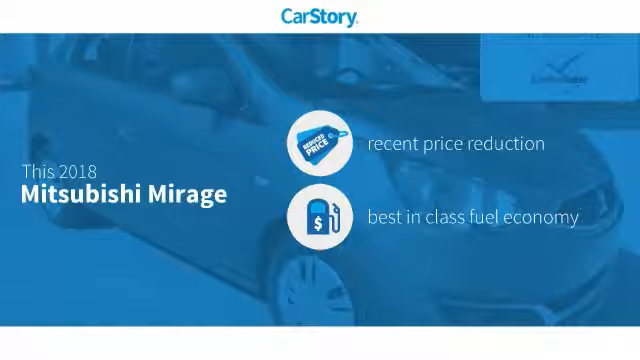 CarStory
This 2018
Mitsubishi Mirage
REDUCED
PRICE
recent price reduction
$
best in class fuel economy